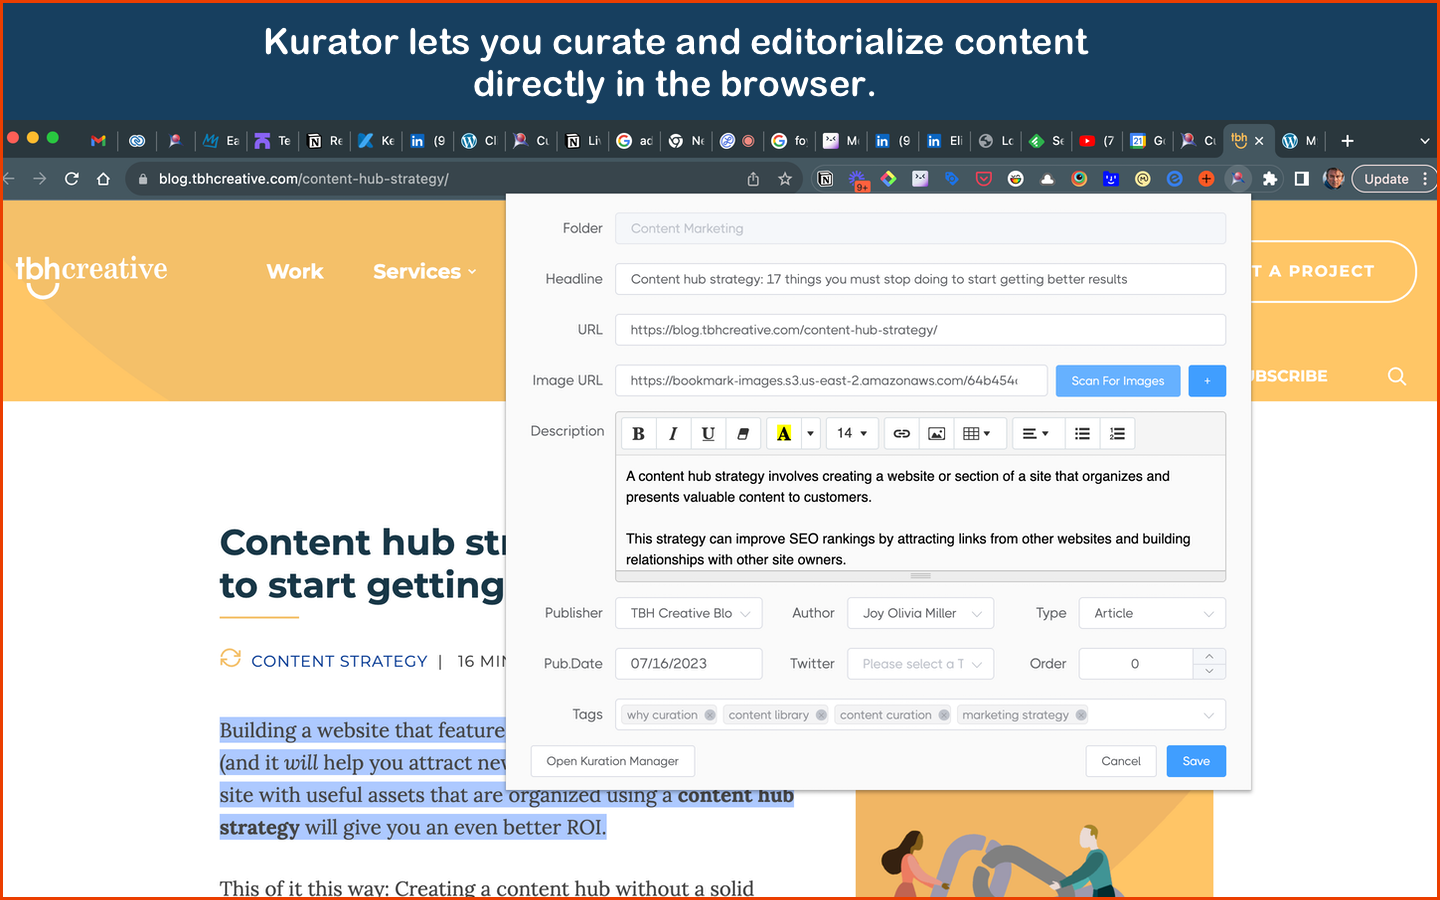 Kurator lets you curate and editorialize content
directly in the browser.
Ea Te Re Ke (9 Cl Cu Liv ad Ne fo Mo (9 Eli Lo Se (7 Cu tbh M
blog.tbhcreative.com/content-hub-strategy/
9+
Update
tbhcreative
Work
Services
T A PROJECT
UBSCRIBE
Folder
Content Marketing
Headline
Content hub strategy: 17 things you must stop doing to start getting better results
URL
https://blog.tbhcreative.com/content-hub-strategy/
Image URL
https://bookmark-images.s3.us-east-2.amazonaws.com/64b454
Scan For Images
+
Description
B I U A 14
A content hub strategy involves creating a website or section of a site that organizes and
presents valuable content to customers.
This strategy can improve SEO rankings by attracting links from other websites and building
relationships with other site owners.
Publisher
TBH Creative Blo
Author
Joy Olivia Miller
Type
Article
Pub.Date
07/16/2023
Twitter
Please select a T
Order
0
Tags
why curation
content library
content curation
marketing strategy
Open Kuration Manager
Cancel
Save
Content hub str
to start getting
CONTENT STRATEGY | 16 MIN
Building a website that feature
(and it will help you attract nev
site with useful assets that are organized using a content hub
strategy will give you an even better ROI.
This of it this way: Creating a content hub without a solid